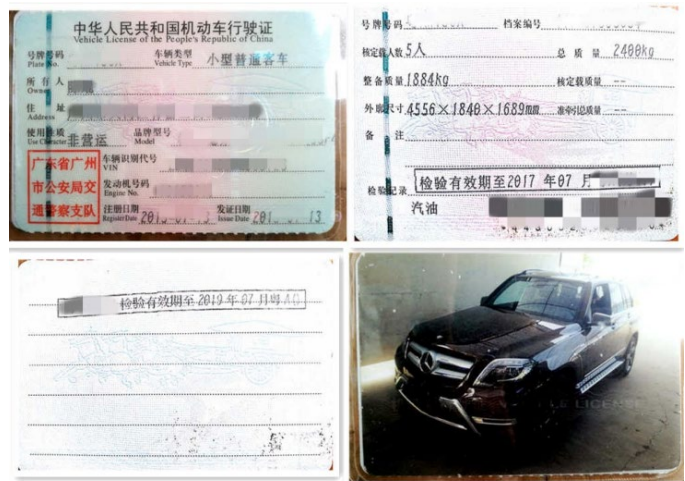 中华人民共和国机动车行驶证
Vehicle License of the People's Republic of China
号牌号码
Plate No.
车辆类型 小型普通客车
Vehicle Type
所有人
Owner
住址
Address
使用性质 非营运
Use Character
品牌型号
Model
车辆识别代号
VIN
发动机号码
Engine No.
注册日期
Register Date
发证日期
Issue Date
广东省广州
市公安局交
通警察支队
号牌号码
档案编号
核定载人数 5人
总质量 2400kg
整备质量 1884kg
核定载质量 --
外廓尺寸 4556×1840×1689mm
准牵引总质量 --
备注
检验记录
检验有效期至2017年07月
汽油
检验有效期至2019年07月